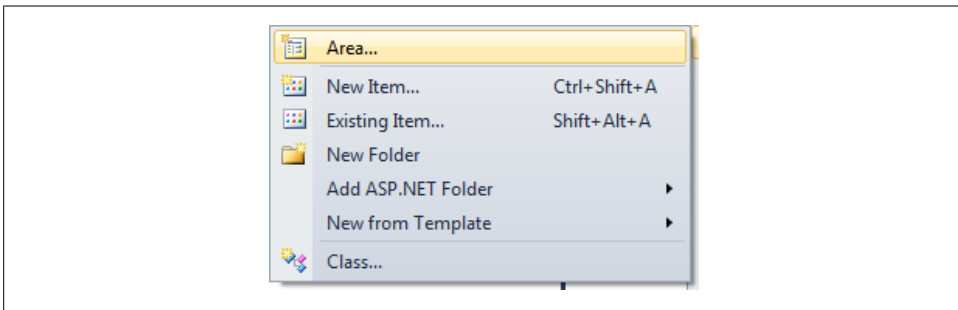 Area...
New Item... Ctrl+Shift+A
Existing Item... Shift+Alt+A
New Folder
Add ASP.NET Folder
New from Template
Class...